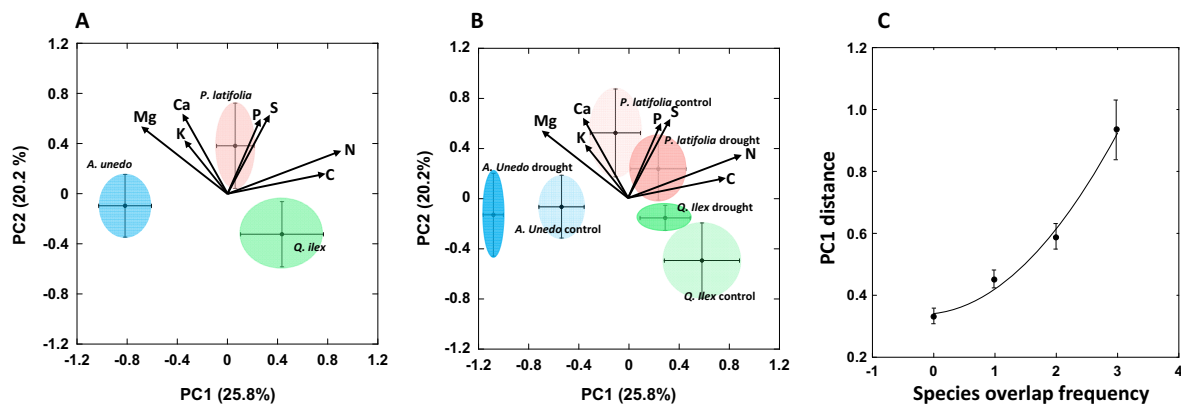 A
1.2
0.8
0.4
0
-0.4
-0.8
-1.2
PC2 (20.2 %)
-1.2
-0.8
-0.4
0
0.4
0.8
1.2
PC1 (25.8%)
Mg
Ca
K
P
S
N
C
P. latifolia
A. unedo
Q. ilex
B
1.2
0.8
0.4
0
-0.4
-0.8
-1.2
PC2 (20.2%)
-1.2
-0.8
-0.4
0
0.4
0.8
1.2
PC1 (25.8%)
Mg
Ca
K
P
S
N
C
P. latifolia control
P. latifolia drought
A. Unedo drought
A. Unedo control
Q. Ilex drought
Q. Ilex control
C
1.2
1.0
0.8
0.6
0.4
0.2
PC1 distance
-1
0
1
2
3
4
Species overlap frequency